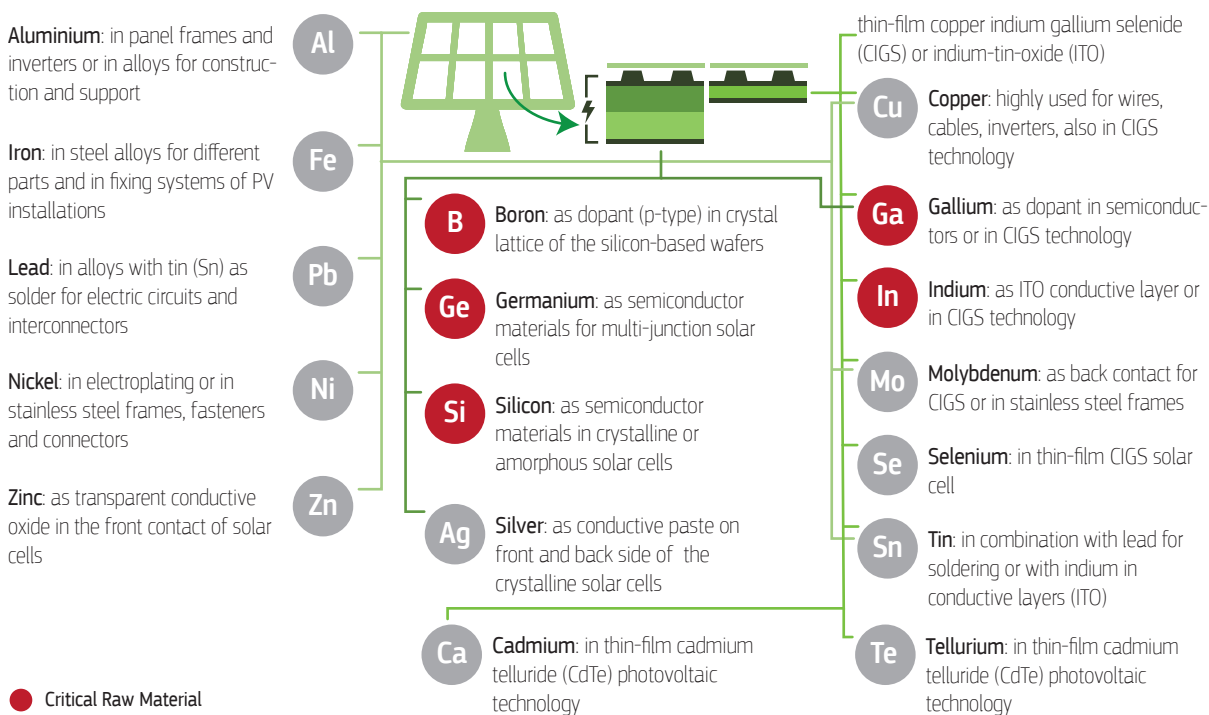 Aluminium: in panel frames and
inverters or in alloys for construc-
tion and support
Al
Iron: in steel alloys for different
parts and in fixing systems of PV
installations
Fe
Lead: in alloys with tin (Sn) as
solder for electric circuits and
interconnectors
Pb
Nickel: in electroplating or in
stainless steel frames, fasteners
and connectors
Ni
Zinc: as transparent conductive
oxide in the front contact of solar
cells
Zn
B
Boron: as dopant (p-type) in crystal
lattice of the silicon-based wafers
Ge
Germanium: as semiconductor
materials for multi-junction solar
cells
Si
Silicon: as semiconductor
materials in crystalline or
amorphous solar cells
Ag
Silver: as conductive paste on
front and back side of the
crystalline solar cells
Ca
Cadmium: in thin-film cadmium
telluride (CdTe) photovoltaic
technology
thin-film copper indium gallium selenide
(CIGS) or indium-tin-oxide (ITO)
Cu
Copper: highly used for wires,
cables, inverters, also in CIGS
technology
Ga
Gallium: as dopant in semiconduc-
tors or in CIGS technology
In
Indium: as ITO conductive layer or
in CIGS technology
Mo
Molybdenum: as back contact for
CIGS or in stainless steel frames
Se
Selenium: in thin-film CIGS solar
cell
Sn
Tin: in combination with lead for
soldering or with indium in
conductive layers (ITO)
Te
Tellurium: in thin-film cadmium
telluride (CdTe) photovoltaic
technology
Critical Raw Material